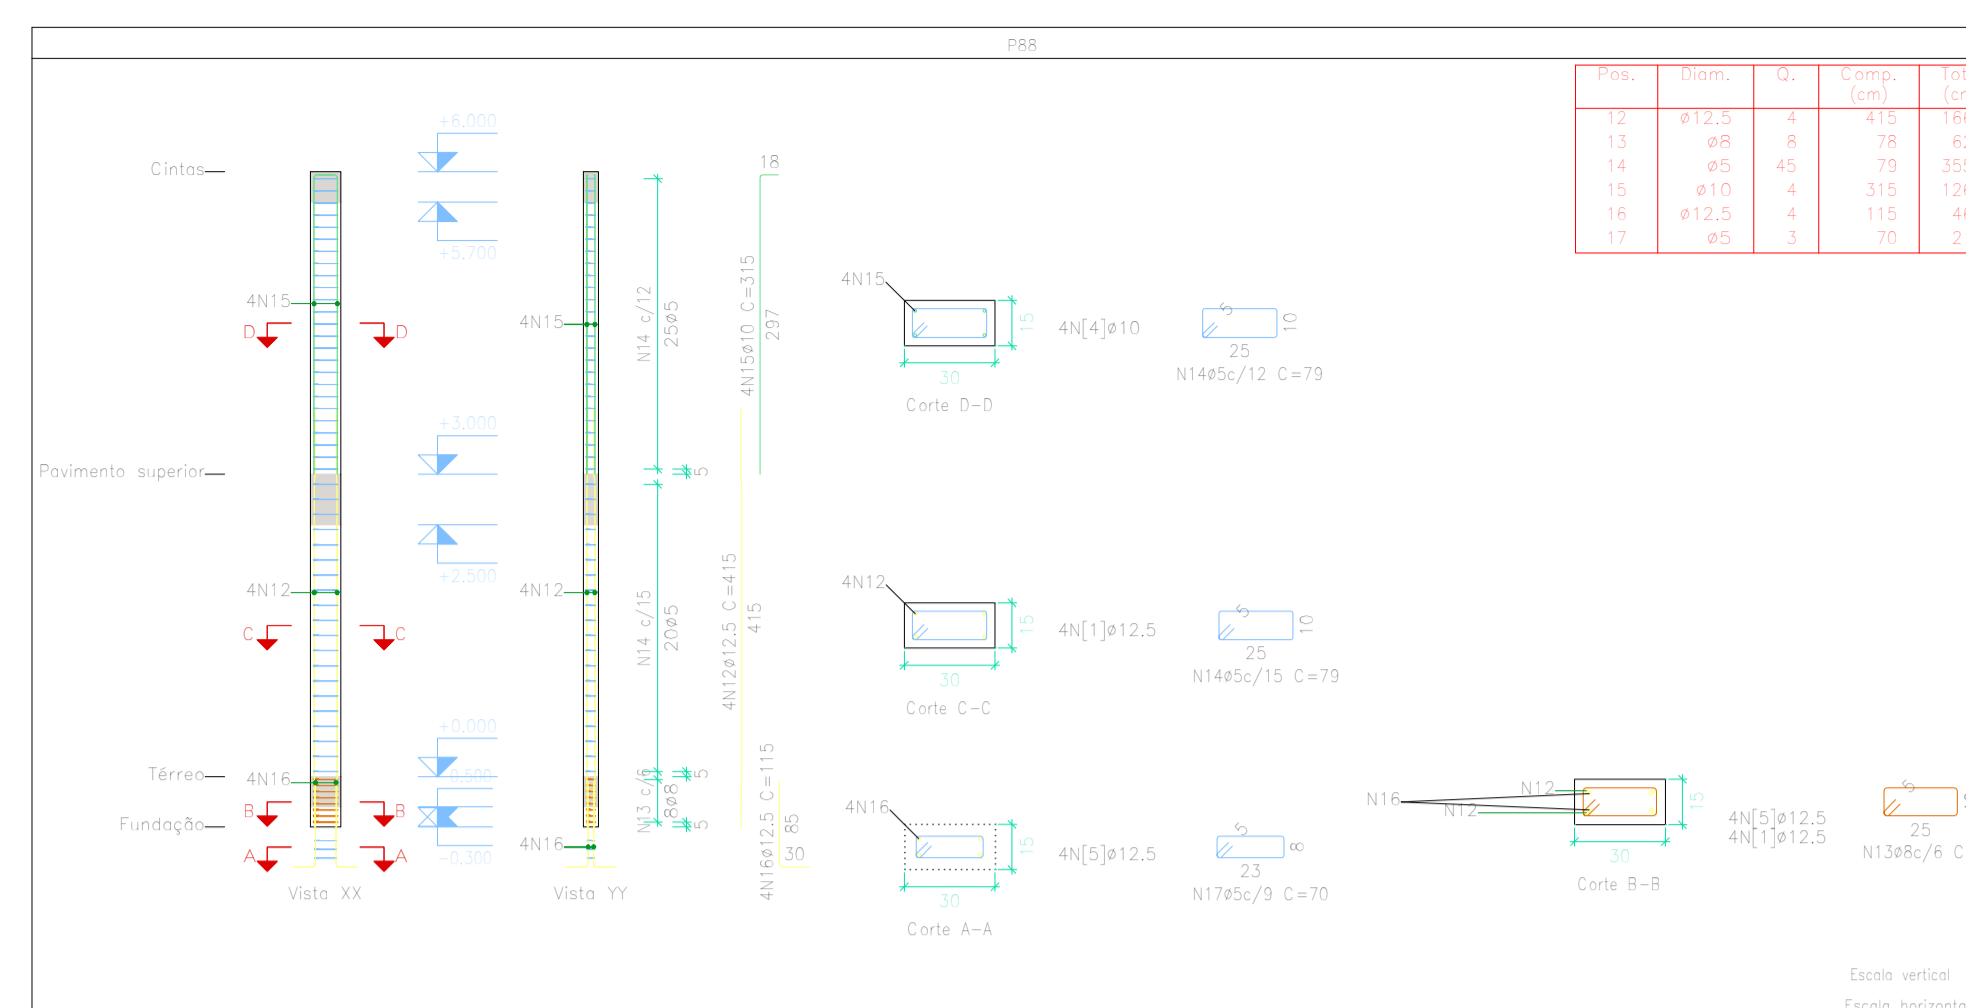 P88
Pos. Diam. Q. Comp. (cm)
12 ø12.5 4 415
13 ø8 8 78
14 ø5 45 79
15 ø10 4 315
16 ø12.5 4 115
17 ø5 3 70
Cintas
+6.000
+5.700
4N15
D D
Pavimento superior
+3.000
+2.500
4N12
C C
Térreo
+0.000
4N16
-0.500
B B
Fundação
-0.300
A A
Vista XX
4N15
4N12
4N16
Vista YY
N14 c/12
25ø5
5
N14 c/15
20ø5
5
N13 c/6
8ø8
5
18
4N15ø10 C=315
297
4N12ø12.5 C=415
415
4N16ø12.5 C=115
85
30
4N15
15
30
Corte D-D
4N[4]ø10
5
10
25
N14ø5c/12 C=79
4N12
15
30
Corte C-C
4N[1]ø12.5
5
10
25
N14ø5c/15 C=79
4N16
15
30
Corte A-A
4N[5]ø12.5
5
8
23
N17ø5c/9 C=70
N12
N16
N12
15
30
Corte B-B
4N[5]ø12.5
4N[1]ø12.5
5
25
N13ø8c/6 C
Escala vertical